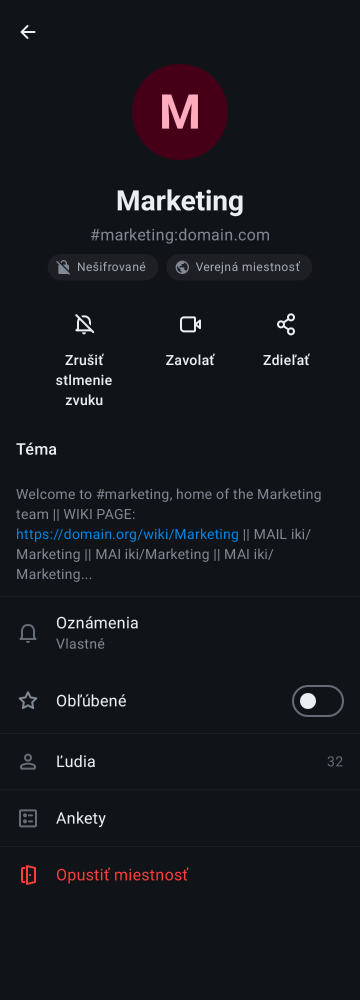 M
Marketing
#marketing:domain.com
Nešifrované
Verejná miestnosť
Zrušiť
stlmenie
zvuku
Zavolať
Zdieľať
Téma
Welcome to #marketing, home of the Marketing
team || WIKI PAGE:
https://domain.org/wiki/Marketing || MAIL iki/
Marketing || MAI iki/Marketing || MAI iki/
Marketing...
Oznámenia
Vlastné
Obľúbené
Ľudia
32
Ankety
Opustiť miestnosť